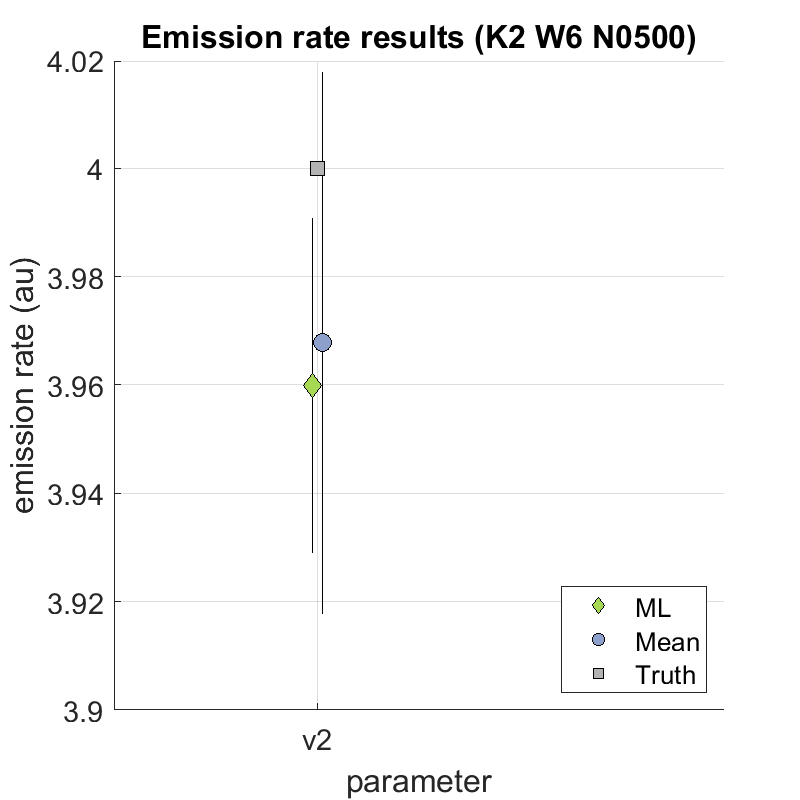 Emission rate results (K2 W6 N0500)
4.02
4
3.98
3.96
3.94
3.92
3.9
emission rate (au)
v2
parameter
ML
Mean
Truth